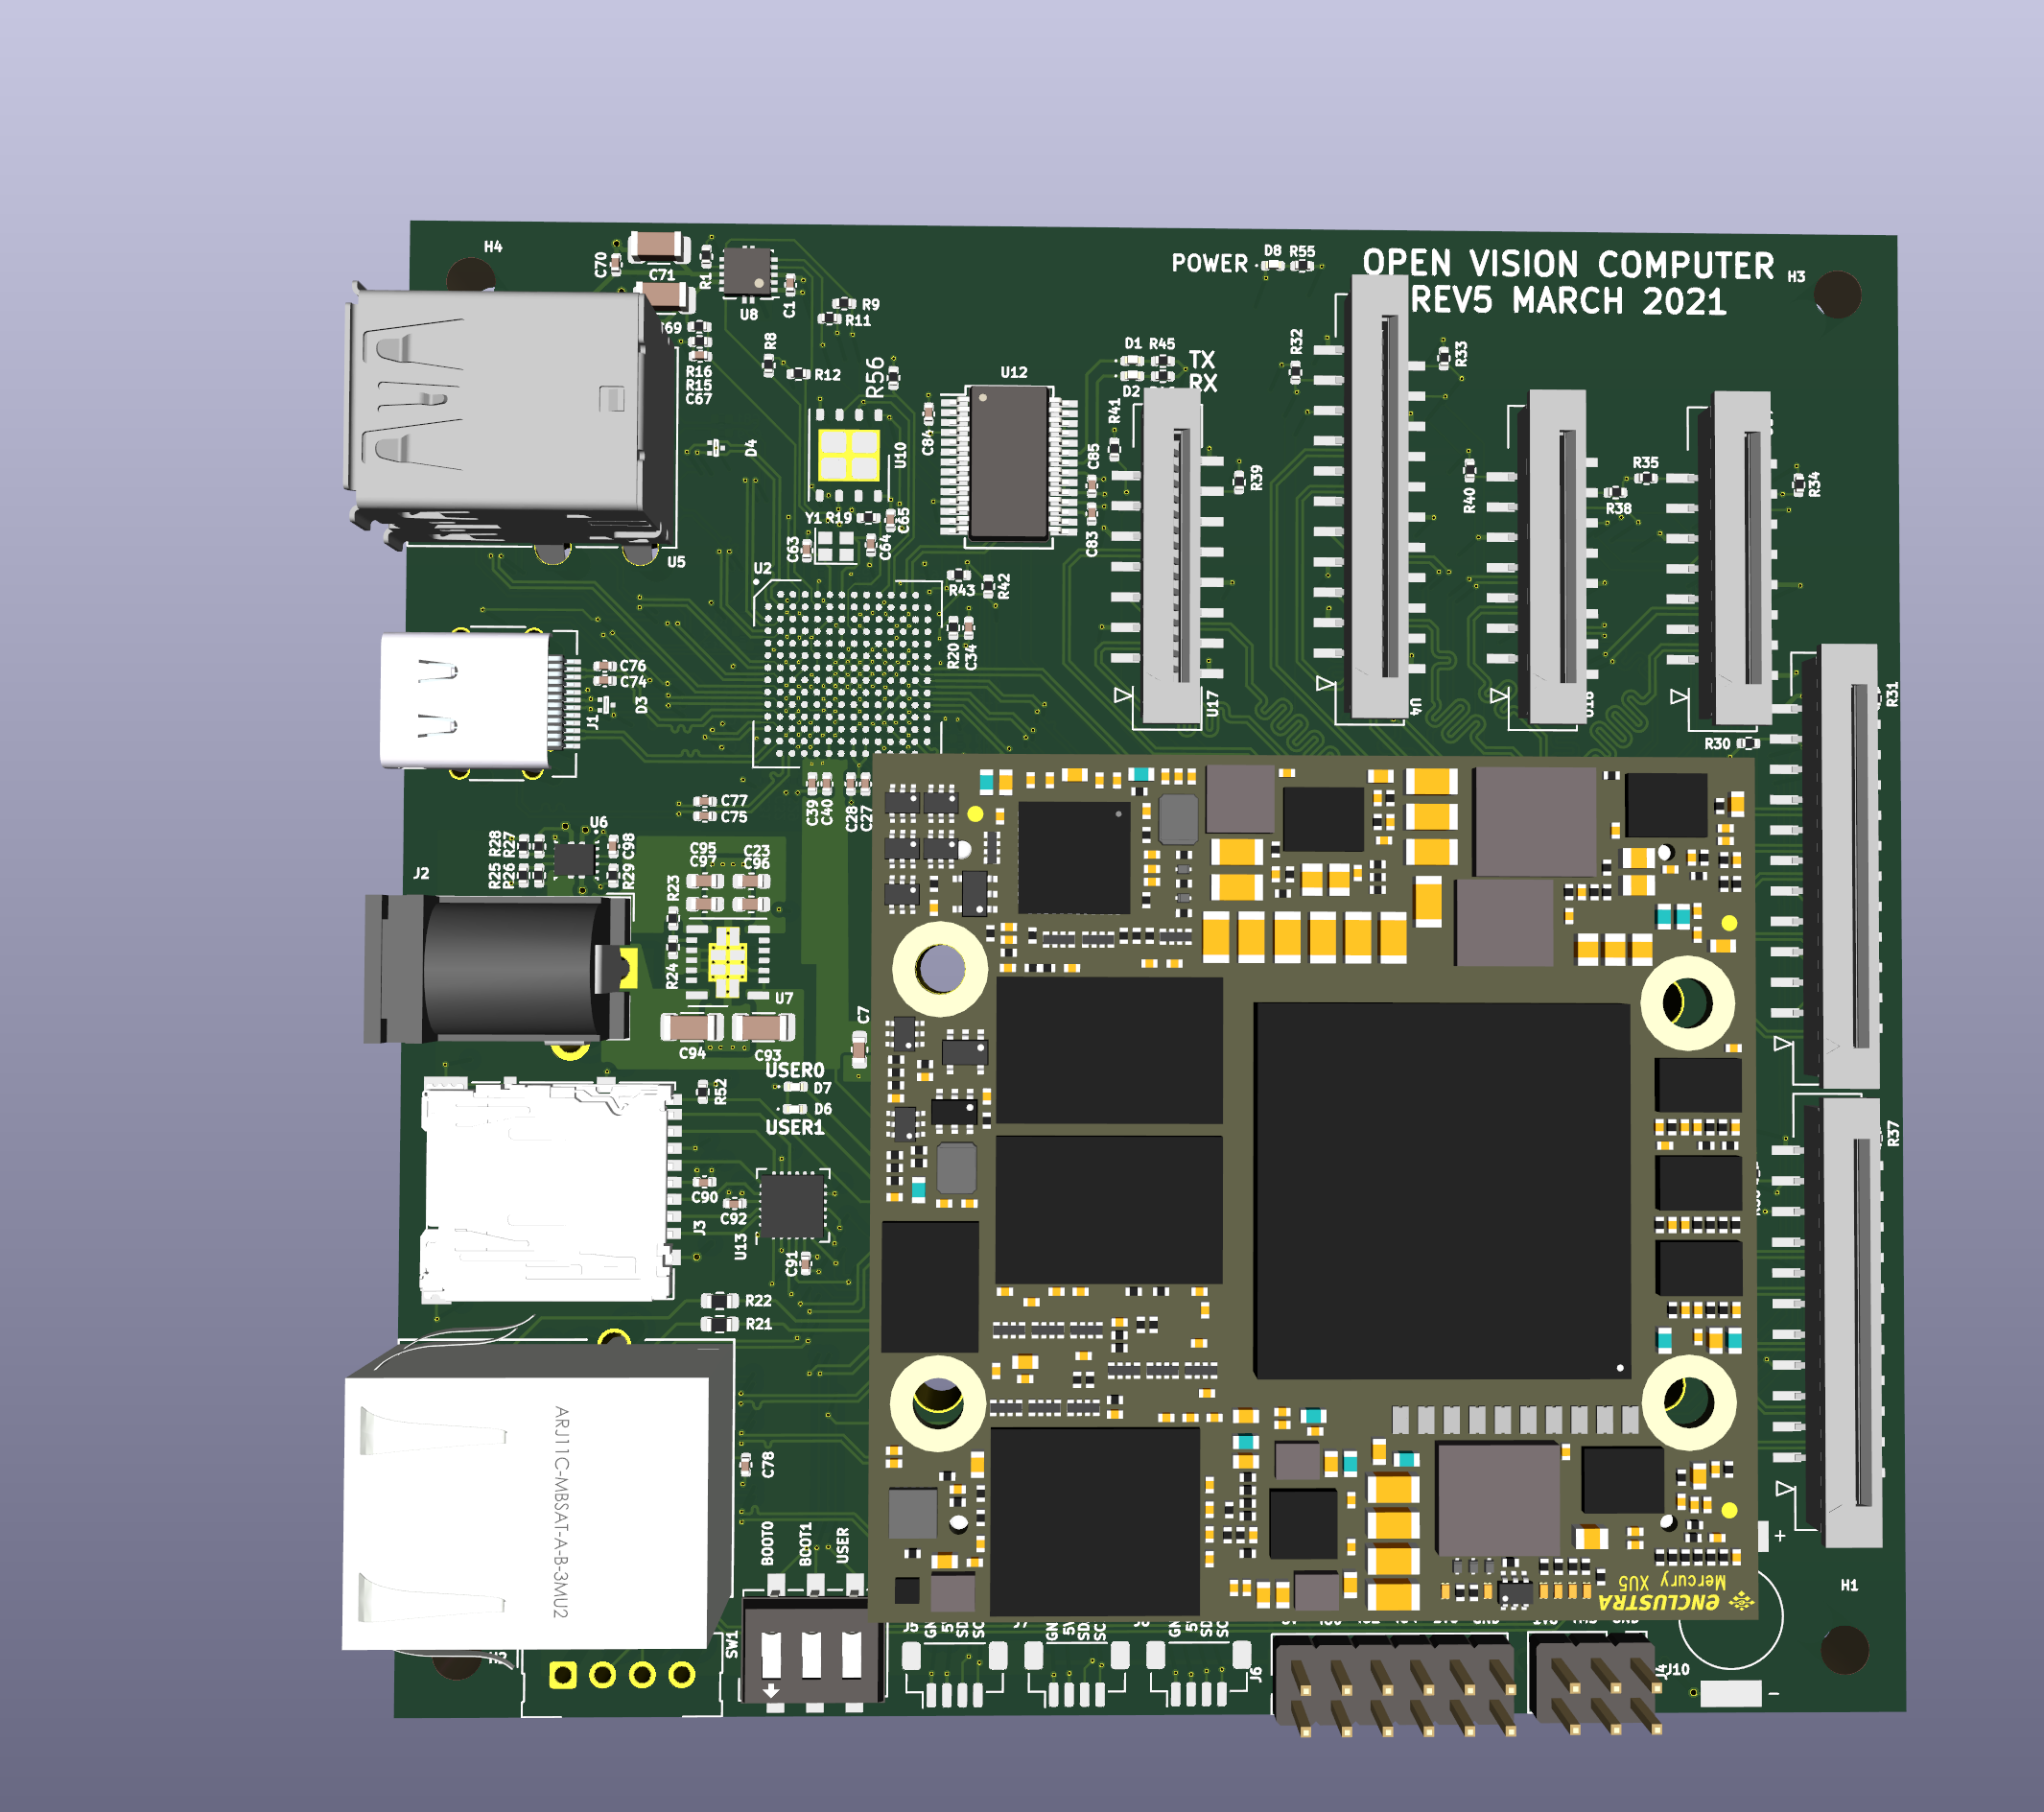 H4
C70
C71
R1
U8
C1
R9
R11
R8
R12
R16
R15
C67
R56
D4
U10
C84
U12
POWER
D8
R55
OPEN VISION COMPUTER
REV5 MARCH 2021
H3
D1
R45
TX
D2
RX
R41
R39
R32
R33
R40
R35
R38
R34
C85
C83
Y1
R19
C65
C63
C64
U5
U2
R43
R42
R20
C34
C76
C74
D3
J1
U17
U4
R31
R30
C77
C75
C39
C40
C28
C27
U6
R28
R27
C98
R25
R26
R29
J2
C95
C97
C23
C96
R23
R24
U7
C94
C93
C7
USER0
D7
D6
USER1
R52
C90
C92
J3
U13
C91
R22
R21
R37
ARJ11C-MBSAT-A-B-3MU2
C78
BOOT0
BOOT1
USER
SW1
J5
J6
Mercury XU5
ENCLUSTRA
H1
J10
+
−